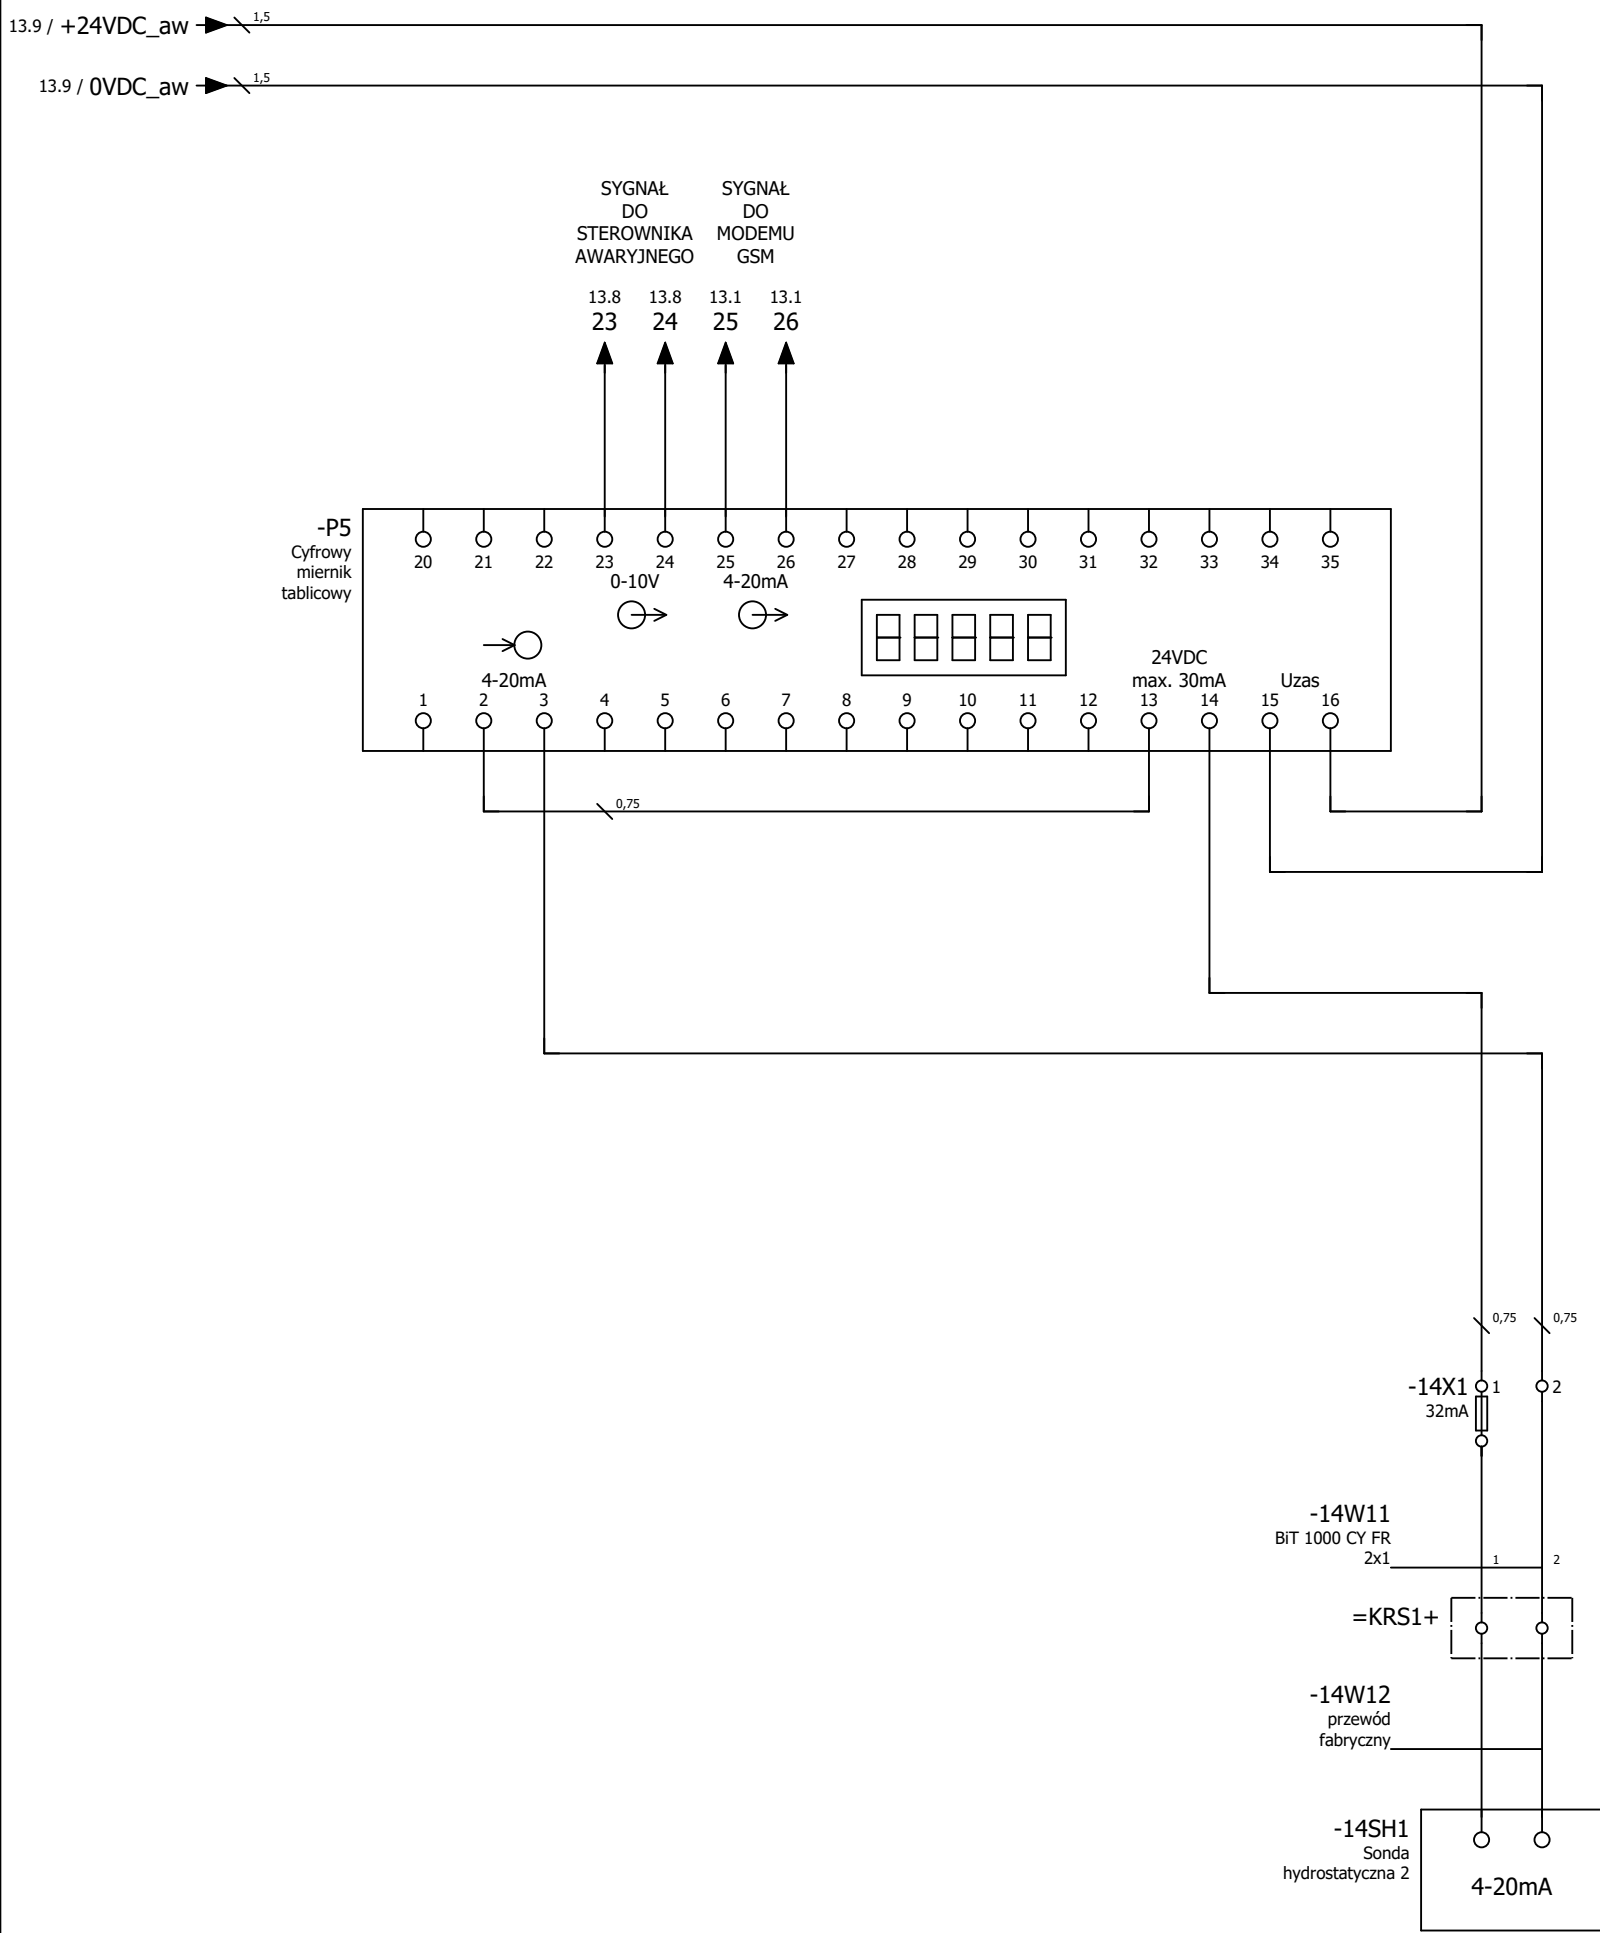 13.9 / +24VDC_aw
1,5
13.9 / 0VDC_aw
1,5
SYGNAŁ
DO
STEROWNIKA
AWARYJNEGO
SYGNAŁ
DO
MODEMU
GSM
13.8 13.8 13.1 13.1
23 24 25 26
-P5
Cyfrowy
miernik
tablicowy
20 21 22 23 24 25 26 27 28 29 30 31 32 33 34 35
0-10V 4-20mA
4-20mA
24VDC
max. 30mA
Uzas
1 2 3 4 5 6 7 8 9 10 11 12 13 14 15 16
0,75
0,75 0,75
-14X1 1 2
32mA
-14W11
BiT 1000 CY FR
2x1 1 2
=KRS1+
-14W12
przewód
fabryczny
-14SH1
Sonda
hydrostatyczna 2
4-20mA